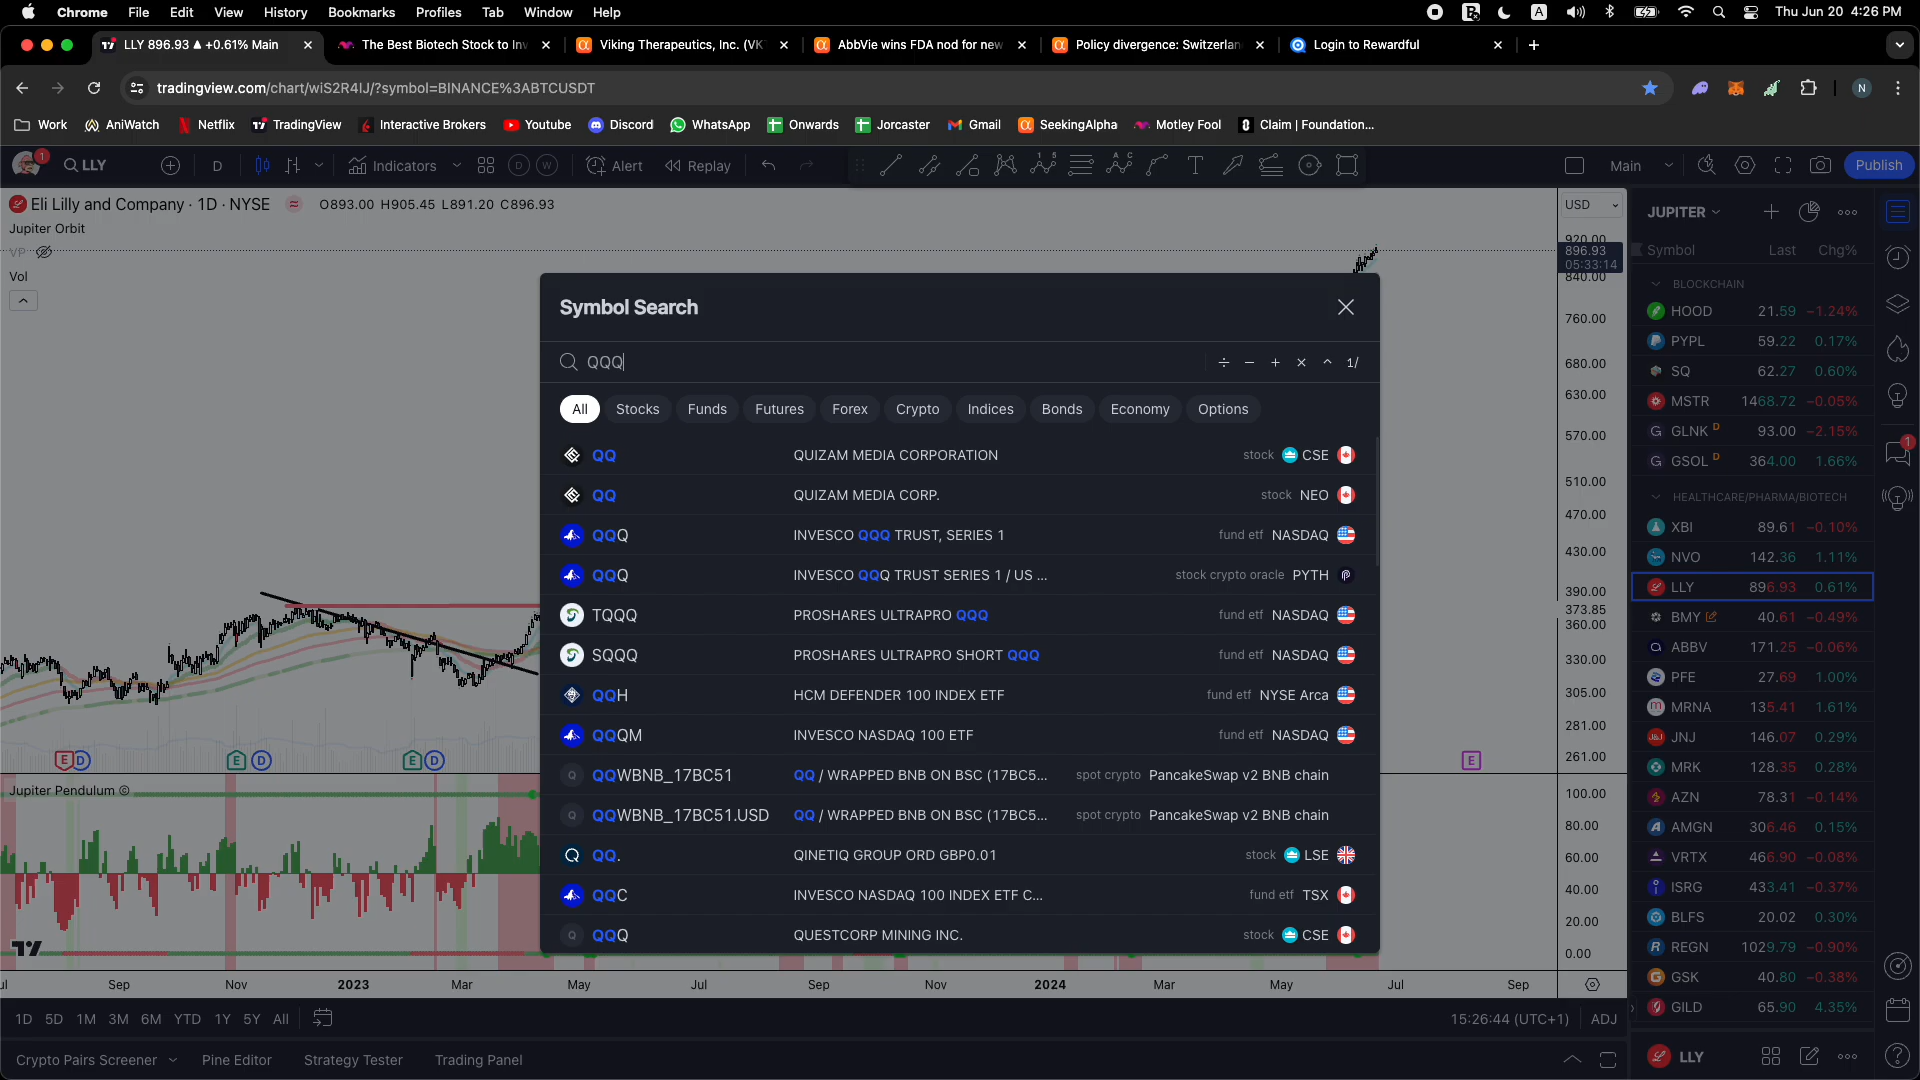 Chrome File Edit View History Bookmarks Profiles Tab Window Help A Thu Jun 20 4:26 PM
LLY 896.93 ▲ +0.61% Main The Best Biotech Stock to Inv Viking Therapeutics, Inc. (VK AbbVie wins FDA nod for new Policy divergence: Switzerlan Login to Rewardful
tradingview.com/chart/wiS2R4lJ/?symbol=BINANCE%3ABTCUSDT N
Work AniWatch Netflix TradingView Interactive Brokers Youtube Discord WhatsApp Onwards Jorcaster Gmail SeekingAlpha Motley Fool Claim | Foundation...
1 LLY D Indicators D W Alert Replay Main Publish
Eli Lilly and Company · 1D · NYSE O893.00 H905.45 L891.20 C896.93 USD
Jupiter Orbit
VP
Vol
Symbol Search
QQQ ÷ − + × ^ 1/
All Stocks Funds Futures Forex Crypto Indices Bonds Economy Options
QQ QUIZAM MEDIA CORPORATION stock CSE
QQ QUIZAM MEDIA CORP. stock NEO
QQQ INVESCO QQQ TRUST, SERIES 1 fund etf NASDAQ
QQQ INVESCO QQQ TRUST SERIES 1 / US ... stock crypto oracle PYTH
TQQQ PROSHARES ULTRAPRO QQQ fund etf NASDAQ
SQQQ PROSHARES ULTRAPRO SHORT QQQ fund etf NASDAQ
QQH HCM DEFENDER 100 INDEX ETF fund etf NYSE Arca
QQQM INVESCO NASDAQ 100 ETF fund etf NASDAQ
QQWBNB_17BC51 QQ / WRAPPED BNB ON BSC (17BC5... spot crypto PancakeSwap v2 BNB chain
QQWBNB_17BC51.USD QQ / WRAPPED BNB ON BSC (17BC5... spot crypto PancakeSwap v2 BNB chain
QQ. QINETIQ GROUP ORD GBP0.01 stock LSE
QQC INVESCO NASDAQ 100 INDEX ETF C... fund etf TSX
QQQ QUESTCORP MINING INC. stock CSE
920.00
896.93
05:33:14
840.00
760.00
680.00
630.00
570.00
510.00
470.00
430.00
390.00
373.85
360.00
330.00
305.00
281.00
261.00
E D E D E D E
Jupiter Pendulum
100.00
80.00
60.00
40.00
20.00
0.00
Sep Nov 2023 Mar May Jul Sep Nov 2024 Mar May Jul Sep
1D 5D 1M 3M 6M YTD 1Y 5Y All 15:26:44 (UTC+1) ADJ
Crypto Pairs Screener Pine Editor Strategy Tester Trading Panel
JUPITER
Symbol Last Chg%
BLOCKCHAIN
HOOD 21.59 −1.24%
PYPL 59.22 0.17%
SQ 62.27 0.60%
MSTR 1468.72 −0.05%
GLNK D 93.00 −2.15%
GSOL D 364.00 1.66%
HEALTHCARE/PHARMA/BIOTECH
XBI 89.61 −0.10%
NVO 142.36 1.11%
LLY 896.93 0.61%
BMY 40.61 −0.49%
ABBV 171.25 −0.06%
PFE 27.69 1.00%
MRNA 135.41 1.61%
JNJ 146.07 0.29%
MRK 128.35 0.28%
AZN 78.31 −0.14%
AMGN 306.46 0.15%
VRTX 466.90 −0.08%
ISRG 433.41 −0.37%
BLFS 20.02 0.30%
REGN 1029.79 −0.90%
GSK 40.80 −0.38%
GILD 65.90 4.35%
LLY
1